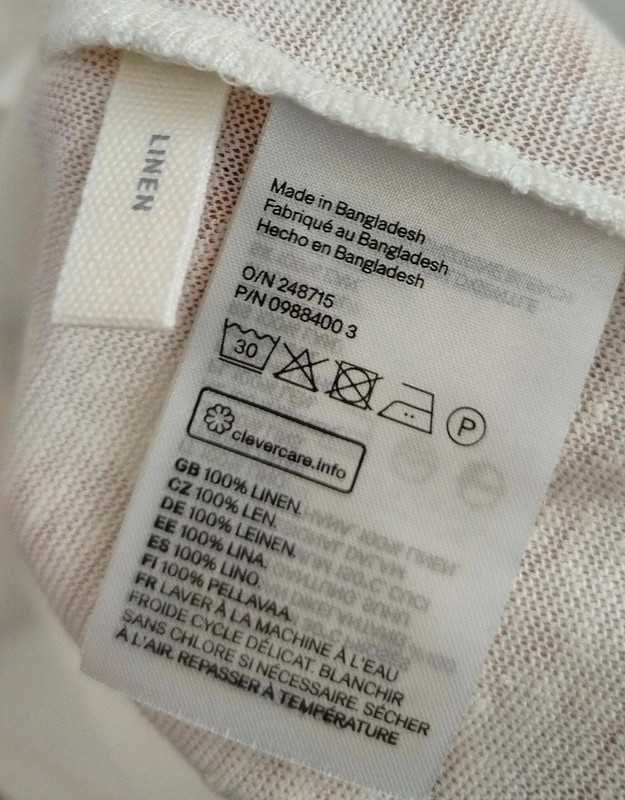 LINEN
Made in Bangladesh
Fabriqué au Bangladesh
Hecho en Bangladesh
O/N 248715
P/N 0988400 3
30
P
clevercare.info
GB 100% LINEN.
CZ 100% LEN.
DE 100% LEINEN.
EE 100% LINA.
ES 100% LINO.
FI 100% PELLAVAA.
FR LAVER À LA MACHINE À L'EAU
FROIDE CYCLE DÉLICAT. BLANCHIR
SANS CHLORE SI NÉCESSAIRE. SÉCHER
À L'AIR. REPASSER À TEMPÉRATURE